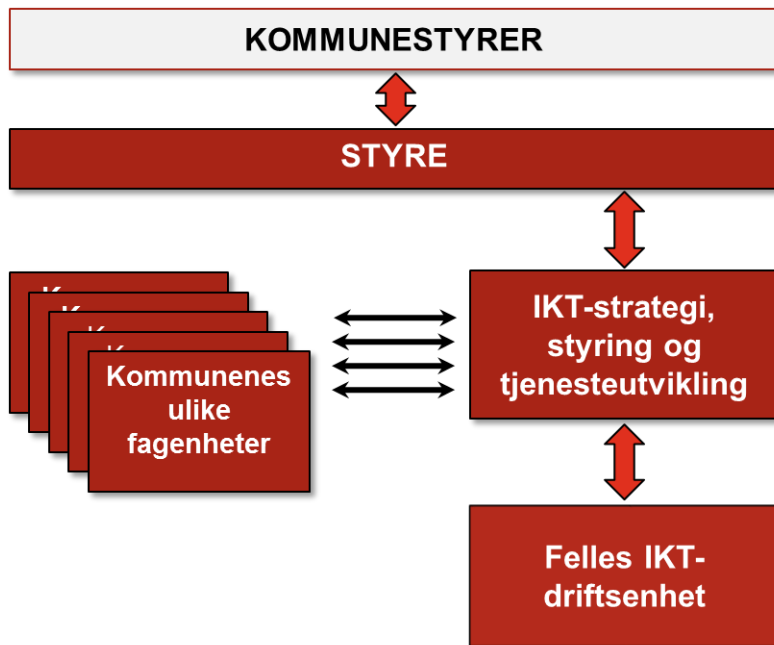 KOMMUNESTYRER
STYRE
IKT-strategi,
styring og
tjenesteutvikling
Kommunenes
ulike
fagenheter
Felles IKT-
driftsenhet